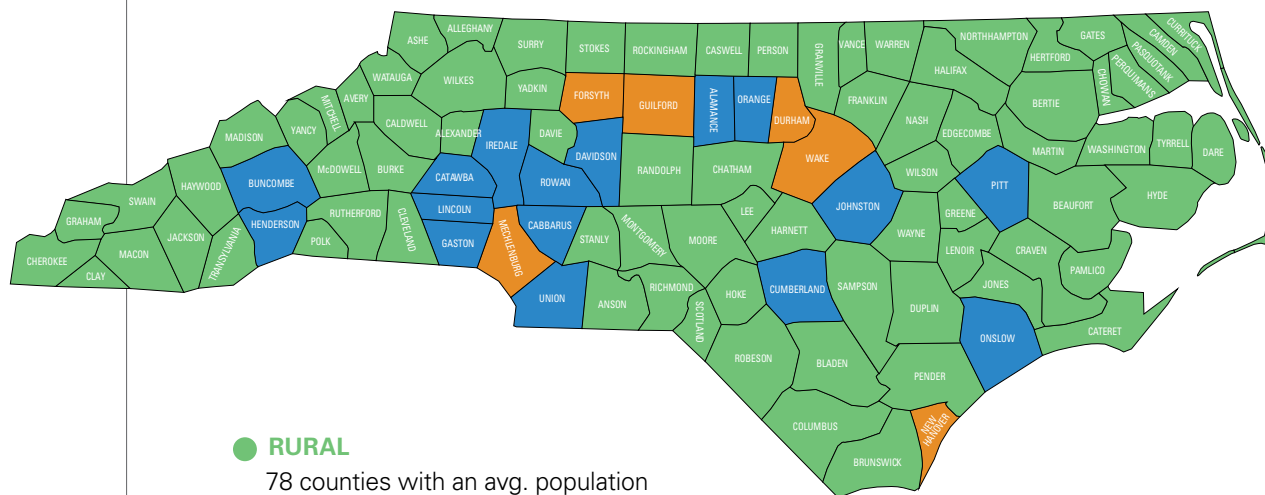 ASHE
ALLEGHANY
SURRY
STOKES
ROCKINGHAM
CASWELL
PERSON
GRANVILLE
VANCE
WARREN
NORTHHAMPTON
HALIFAX
HERTFORD
GATES
CURRITUCK
CAMDEN
PASQUOTANK
PERQUIMANS
CHOWAN
WATAUGA
WILKES
YADKIN
FORSYTH
GUILFORD
ALAMANCE
ORANGE
DURHAM
FRANKLIN
NASH
EDGECOMBE
BERTIE
MITCHELL
AVERY
CALDWELL
ALEXANDER
IREDALE
DAVIE
DAVIDSON
RANDOLPH
CHATHAM
WAKE
WILSON
MARTIN
WASHINGTON
TYRRELL
DARE
MADISON
YANCY
McDOWELL
BURKE
CATAWBA
ROWAN
JOHNSTON
PITT
BEAUFORT
HYDE
HAYWOOD
BUNCOMBE
SWAIN
GRAHAM
HENDERSON
RUTHERFORD
CLEVELAND
LINCOLN
GASTON
MECHLENBURG
CABBARUS
STANLY
MONTGOMERY
MOORE
LEE
HARNETT
WAYNE
GREENE
LENOIR
CRAVEN
PAMLICO
CHEROKEE
CLAY
MACON
JACKSON
TRANSYLVANIA
POLK
UNION
ANSON
RICHMOND
SCOTLAND
HOKE
CUMBERLAND
SAMPSON
DUPLIN
JONES
ONSLOW
CATERET
ROBESON
BLADEN
PENDER
COLUMBUS
BRUNSWICK
NEW
HANOVER
RURAL
78 counties with an avg. population